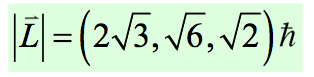 |L⃗| = (2√3, √6, √2) ħ